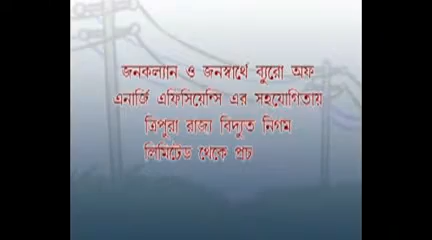 জনকল্যান ও জনস্বার্থে ব্যুরো অফ
এনার্জি এফিসিয়েন্সি এর সহযোগিতায়
ত্রিপুরা রাজ্য বিদ্যুত নিগম
লিমিটেড থেকে প্রচ